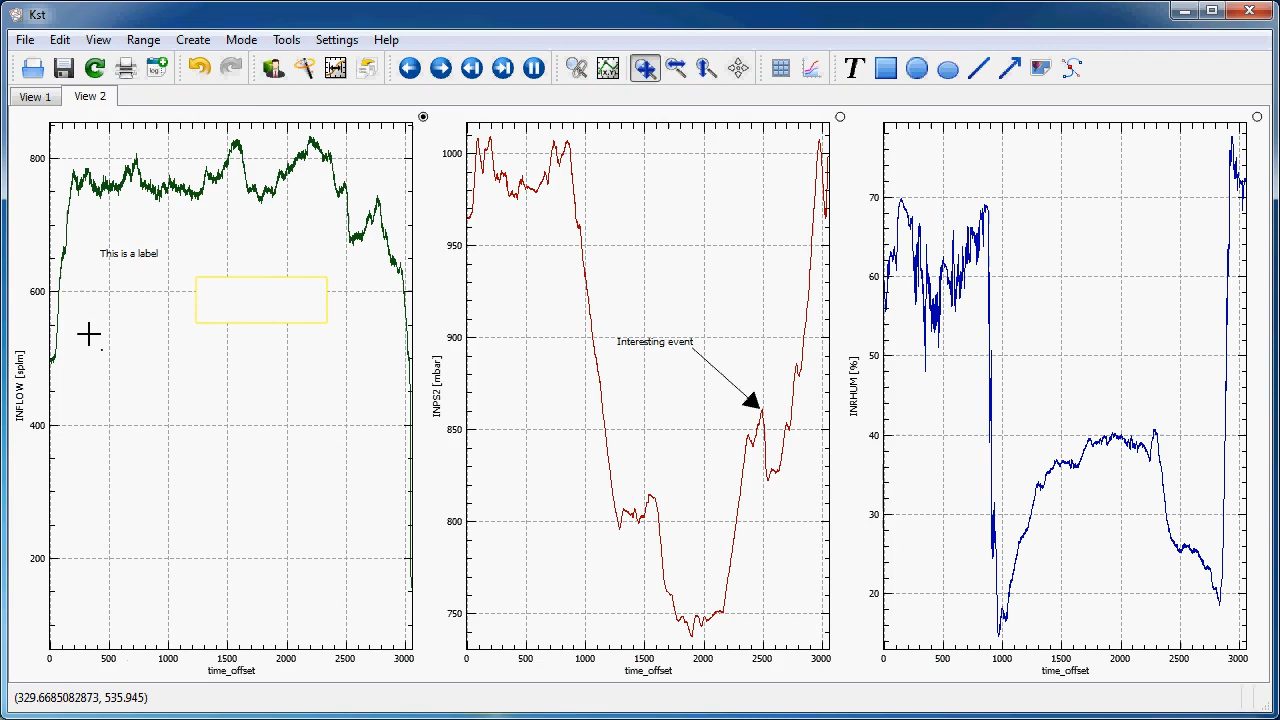 Kst
File Edit View Range Create Mode Tools Settings Help
log:
X,Y
T
View 1 View 2
800
600
400
200
INFLOW [splm]
This is a label
0 500 1000 1500 2000 2500 3000
time_offset
1000
950
900
850
800
750
INPS2 [mbar]
Interesting event
0 500 1000 1500 2000 2500 3000
time_offset
70
60
50
40
30
20
INRHUM [%]
0 500 1000 1500 2000 2500 3000
time_offset
(329.6685082873, 535.945)